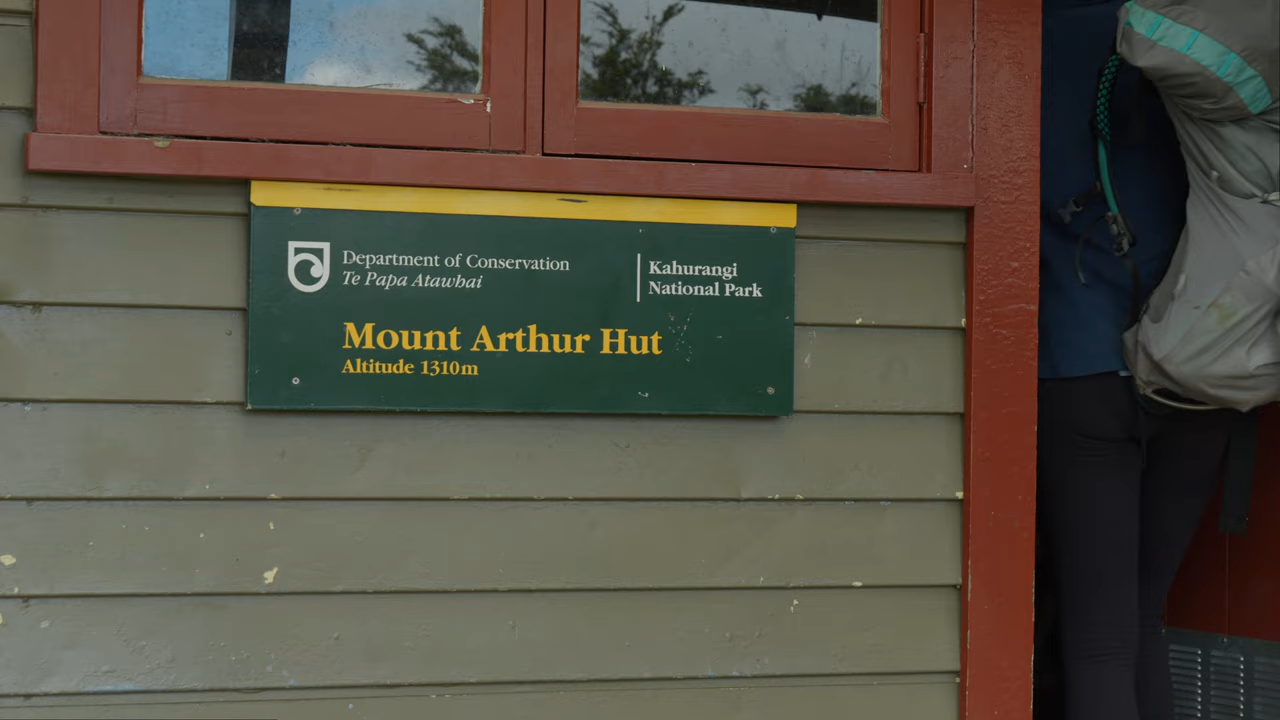 Department of Conservation
Te Papa Atawhai
Kahurangi
National Park
Mount Arthur Hut
Altitude 1310m